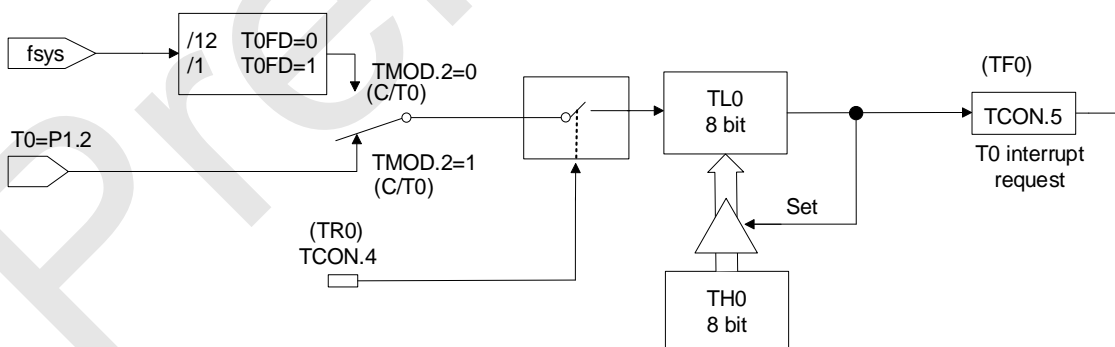 fsys
/12 T0FD=0
/1 T0FD=1
TMOD.2=0
(C/T0)
T0=P1.2
TMOD.2=1
(C/T0)
(TR0)
TCON.4
TL0
8 bit
Set
TH0
8 bit
(TF0)
TCON.5
T0 interrupt
request
Pre